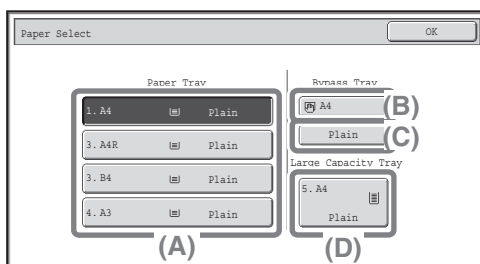 Paper Select
OK
Paper Tray
Bypass Tray
1. A4 Plain
A4
(B)
3. A4R Plain
Plain
(C)
3. B4 Plain
Large Capacity Tray
4. A3 Plain
5. A4
Plain
(A)
(D)